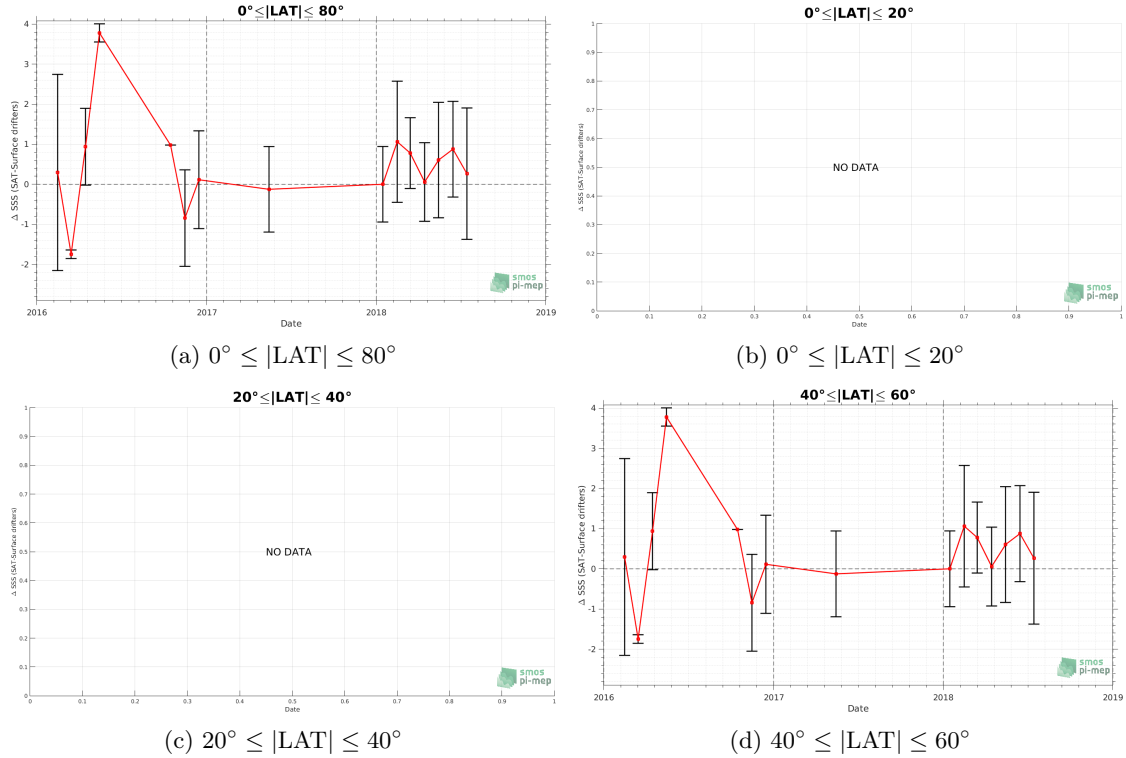 0°≤|LAT|≤ 80°
4
3
2
1
0
-1
-2
Δ SSS (SAT-Surface drifters)
2016
2017
2018
2019
Date
smos
pi-mep
(a) 0° ≤ |LAT| ≤ 80°
0°≤|LAT|≤ 20°
1
0.9
0.8
0.7
0.6
0.5
0.4
0.3
0.2
0.1
0
Δ SSS (SAT-Surface drifters)
NO DATA
0
0.1
0.2
0.3
0.4
0.5
0.6
0.7
0.8
0.9
1
Date
smos
pi-mep
(b) 0° ≤ |LAT| ≤ 20°
20°≤|LAT|≤ 40°
1
0.9
0.8
0.7
0.6
0.5
0.4
0.3
0.2
0.1
0
Δ SSS (SAT-Surface drifters)
NO DATA
0
0.1
0.2
0.3
0.4
0.5
0.6
0.7
0.8
0.9
1
Date
smos
pi-mep
(c) 20° ≤ |LAT| ≤ 40°
40°≤|LAT|≤ 60°
4
3
2
1
0
-1
-2
Δ SSS (SAT-Surface drifters)
2016
2017
2018
2019
Date
smos
pi-mep
(d) 40° ≤ |LAT| ≤ 60°